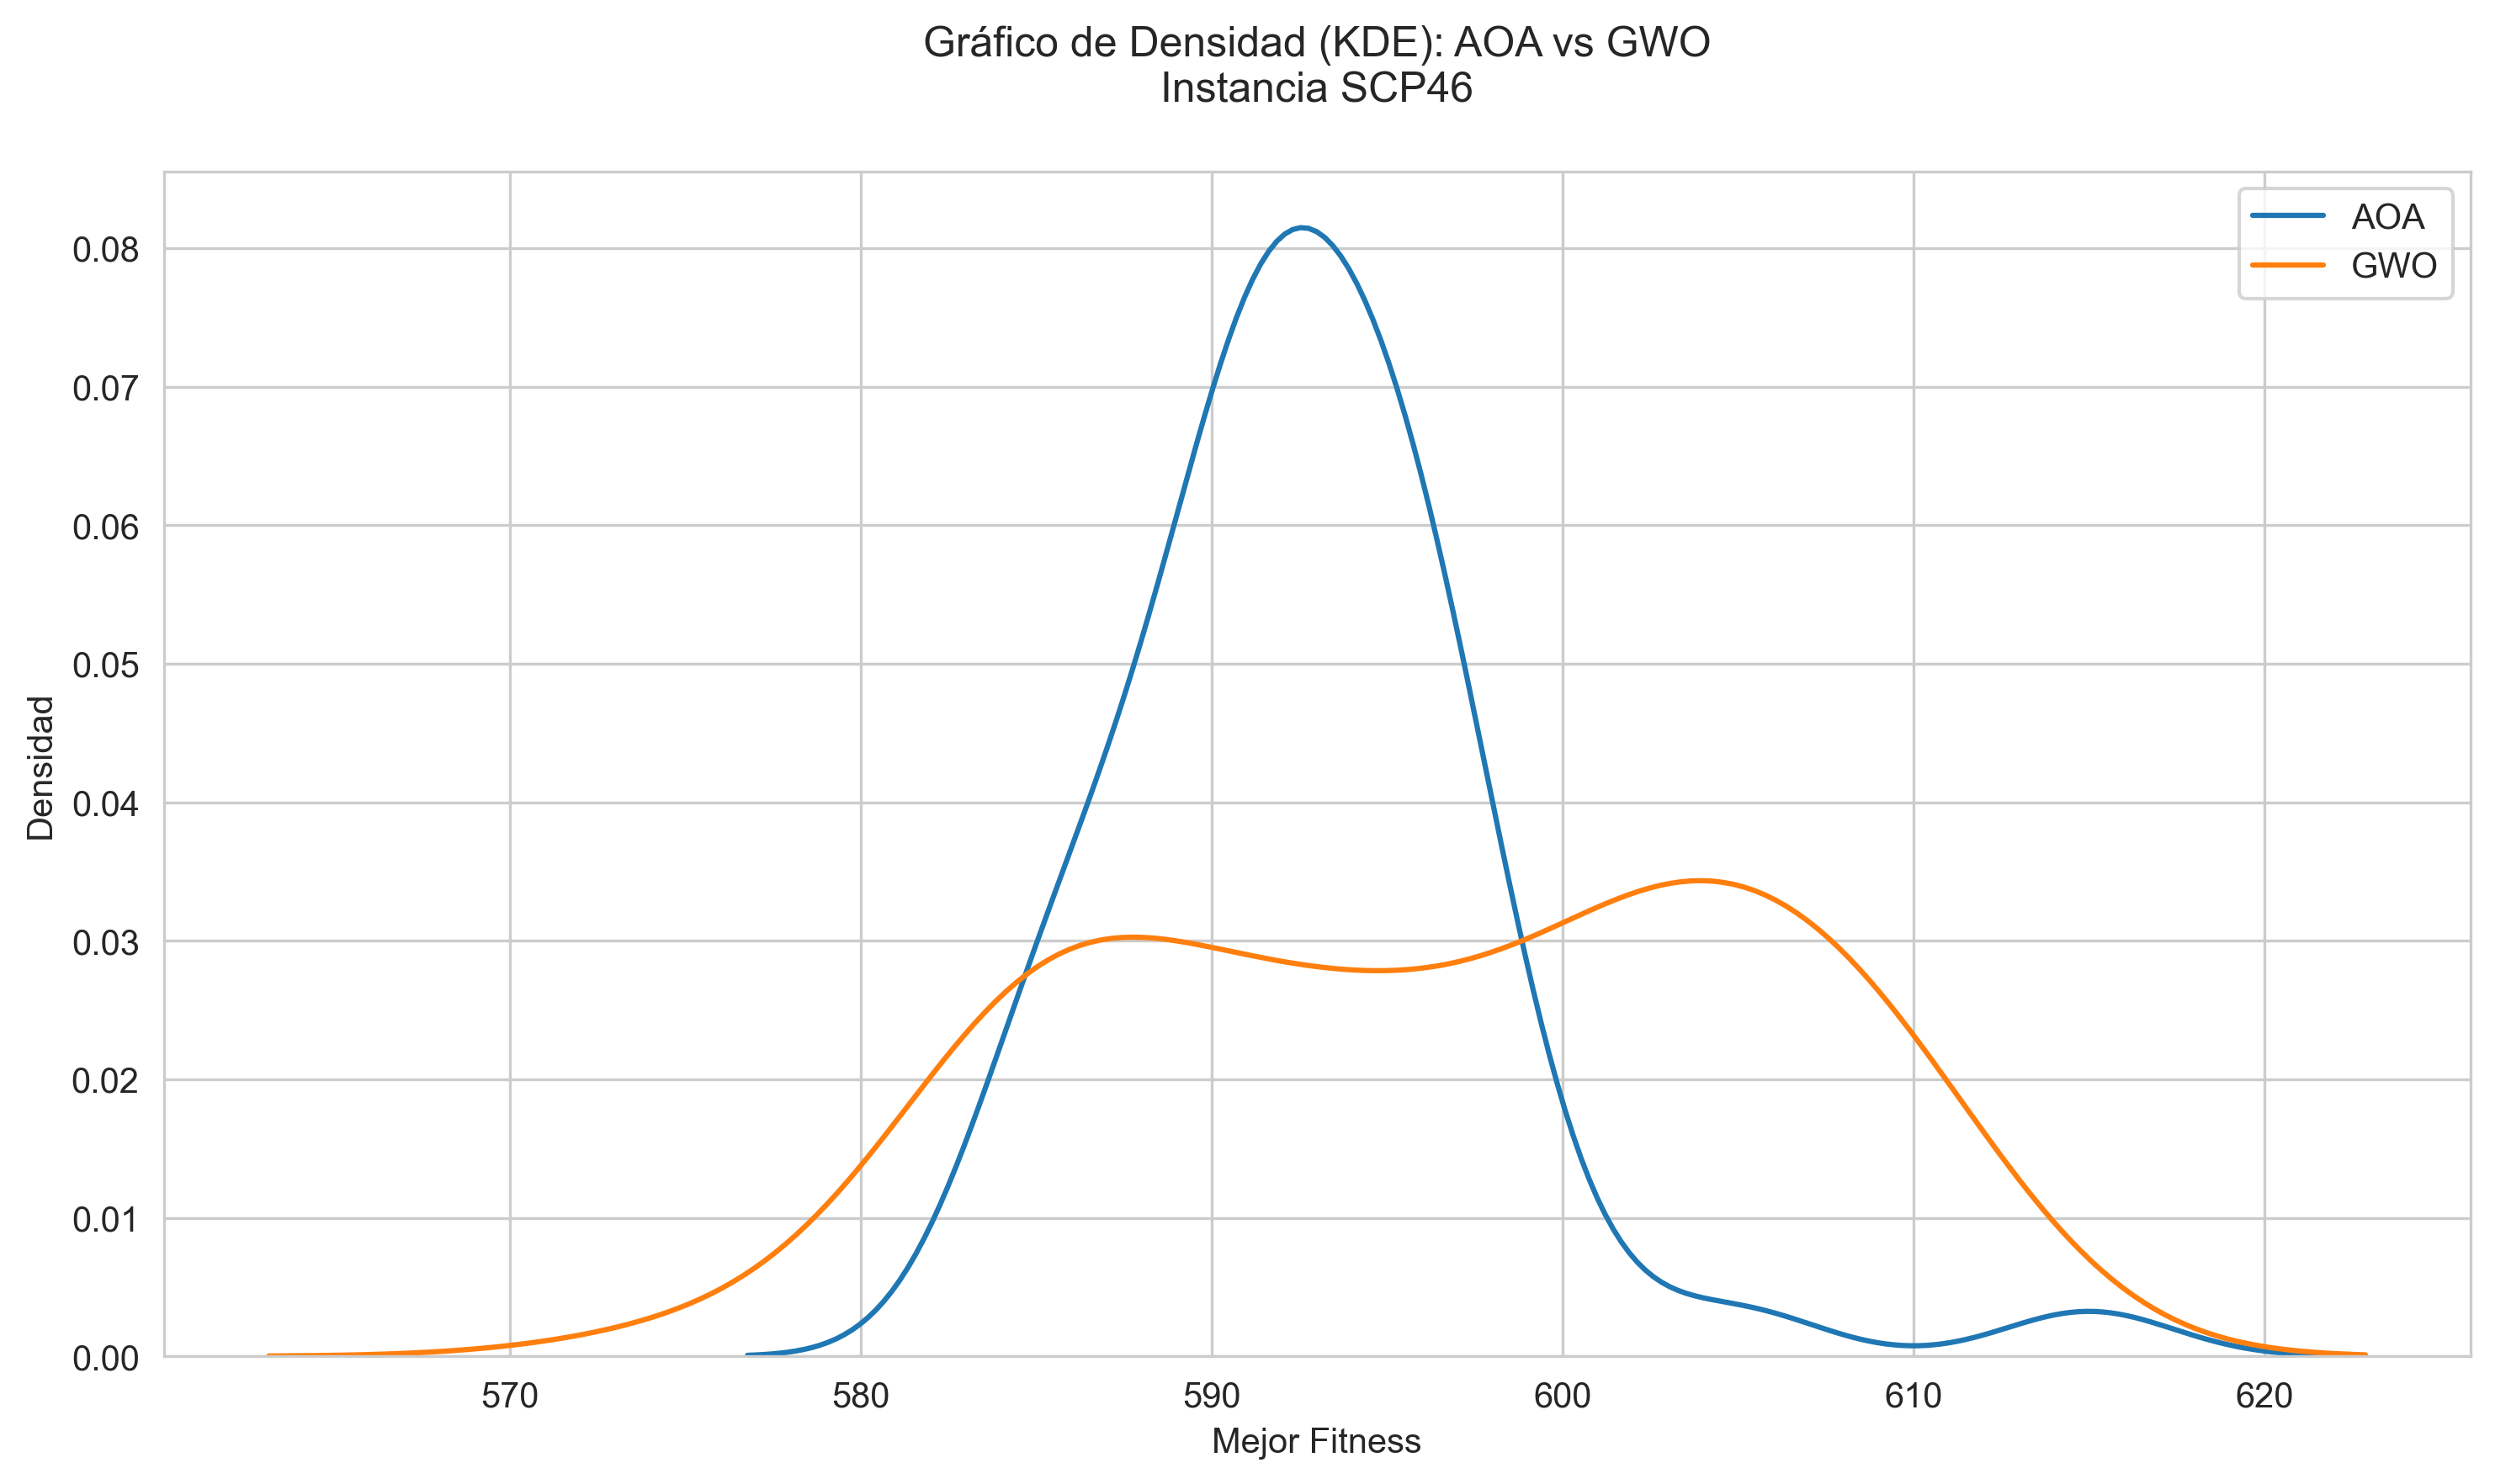 Gráfico de Densidad (KDE): AOA vs GWO
Instancia SCP46
AOA
GWO
0.08
0.07
0.06
0.05
0.04
0.03
0.02
0.01
0.00
Densidad
570
580
590
600
610
620
Mejor Fitness